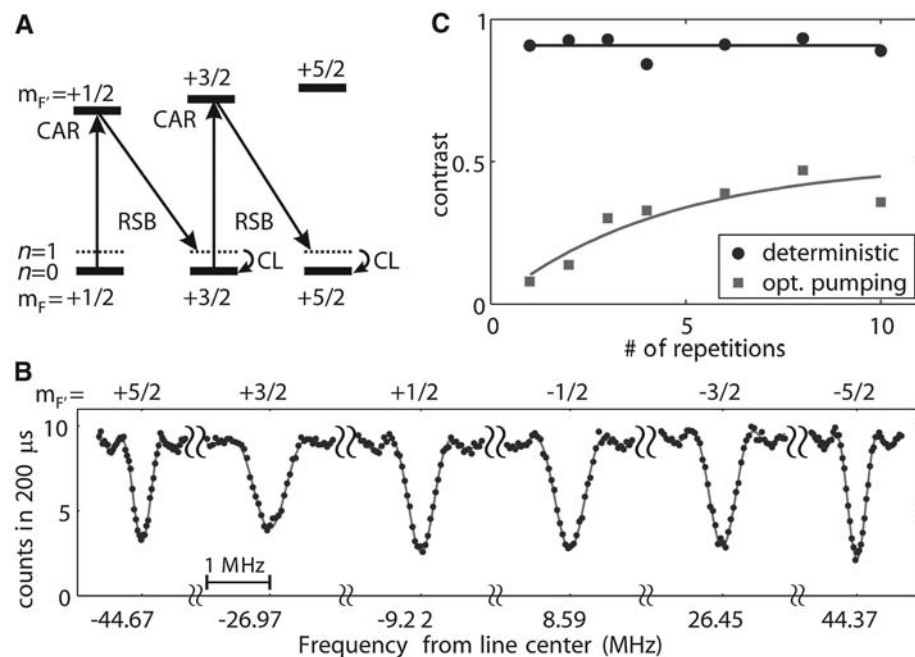 A
m_F'=+1/2
+3/2
+5/2
CAR
CAR
RSB
RSB
n=1
n=0
CL
CL
m_F=
+1/2
+3/2
+5/2
C
1
0.5
0
contrast
deterministic
opt. pumping
0
5
10
# of repetitions
B
m_F'=
+5/2
+3/2
+1/2
-1/2
-3/2
-5/2
10
5
0
counts in 200 µs
1 MHz
-44.67
-26.97
-9.2 2
8.59
26.45
44.37
Frequency from line center (MHz)